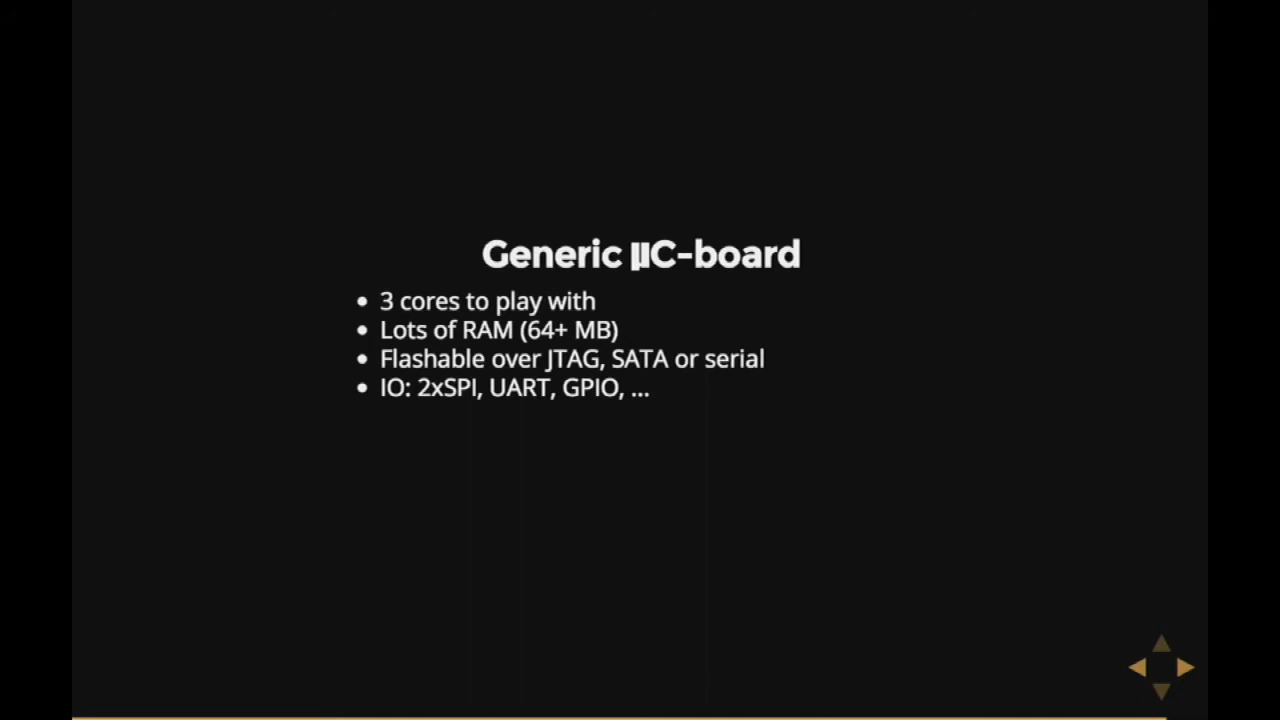 Generic µC-board
• 3 cores to play with
• Lots of RAM (64+ MB)
• Flashable over JTAG, SATA or serial
• IO: 2xSPI, UART, GPIO, ...